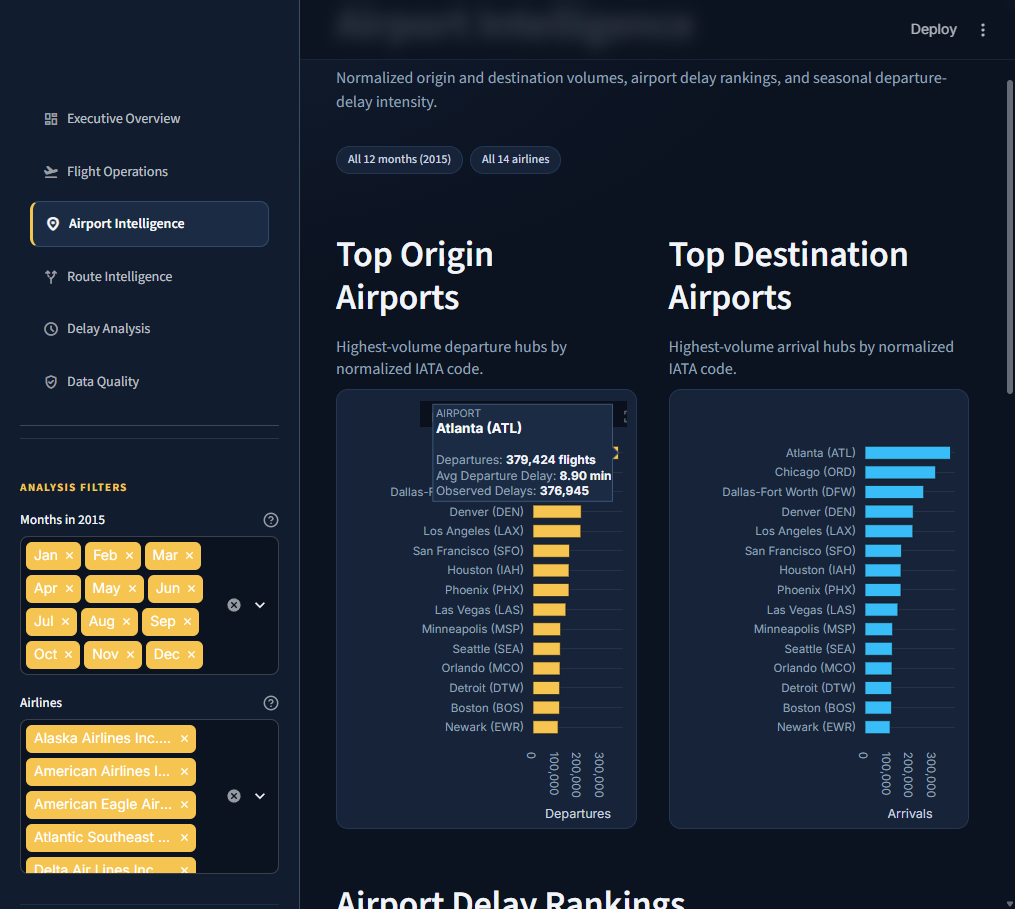 Executive Overview
Flight Operations
Airport Intelligence
Route Intelligence
Delay Analysis
Data Quality
ANALYSIS FILTERS
Months in 2015
Jan ×
Feb ×
Mar ×
Apr ×
May ×
Jun ×
Jul ×
Aug ×
Sep ×
Oct ×
Nov ×
Dec ×
Airlines
Alaska Airlines Inc.... ×
American Airlines I... ×
American Eagle Air... ×
Atlantic Southeast ... ×
Delta Air Lines Inc. ×
Airport Intelligence
Deploy
Normalized origin and destination volumes, airport delay rankings, and seasonal departure-
delay intensity.
All 12 months (2015)
All 14 airlines
Top Origin
Airports
Highest-volume departure hubs by
normalized IATA code.
AIRPORT
Atlanta (ATL)
Departures: 379,424 flights
Avg Departure Delay: 8.90 min
Observed Delays: 376,945
Dallas-F
Denver (DEN)
Los Angeles (LAX)
San Francisco (SFO)
Houston (IAH)
Phoenix (PHX)
Las Vegas (LAS)
Minneapolis (MSP)
Seattle (SEA)
Orlando (MCO)
Detroit (DTW)
Boston (BOS)
Newark (EWR)
0
100,000
200,000
300,000
Departures
Top Destination
Airports
Highest-volume arrival hubs by normalized
IATA code.
Atlanta (ATL)
Chicago (ORD)
Dallas-Fort Worth (DFW)
Denver (DEN)
Los Angeles (LAX)
San Francisco (SFO)
Houston (IAH)
Phoenix (PHX)
Las Vegas (LAS)
Minneapolis (MSP)
Seattle (SEA)
Orlando (MCO)
Detroit (DTW)
Boston (BOS)
Newark (EWR)
0
100,000
200,000
300,000
Arrivals
Airport Delay Rankings